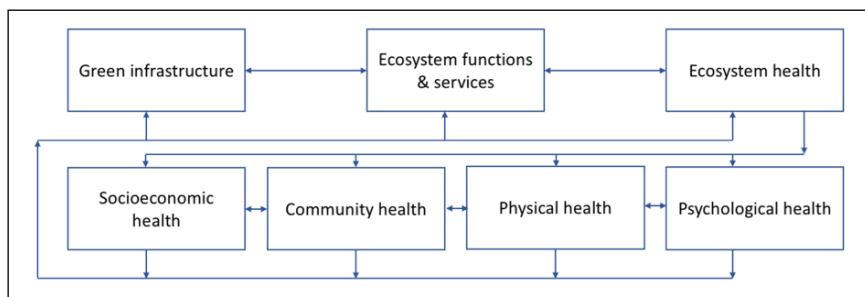 Green infrastructure
Ecosystem functions
& services
Ecosystem health
Socioeconomic
health
Community health
Physical health
Psychological health